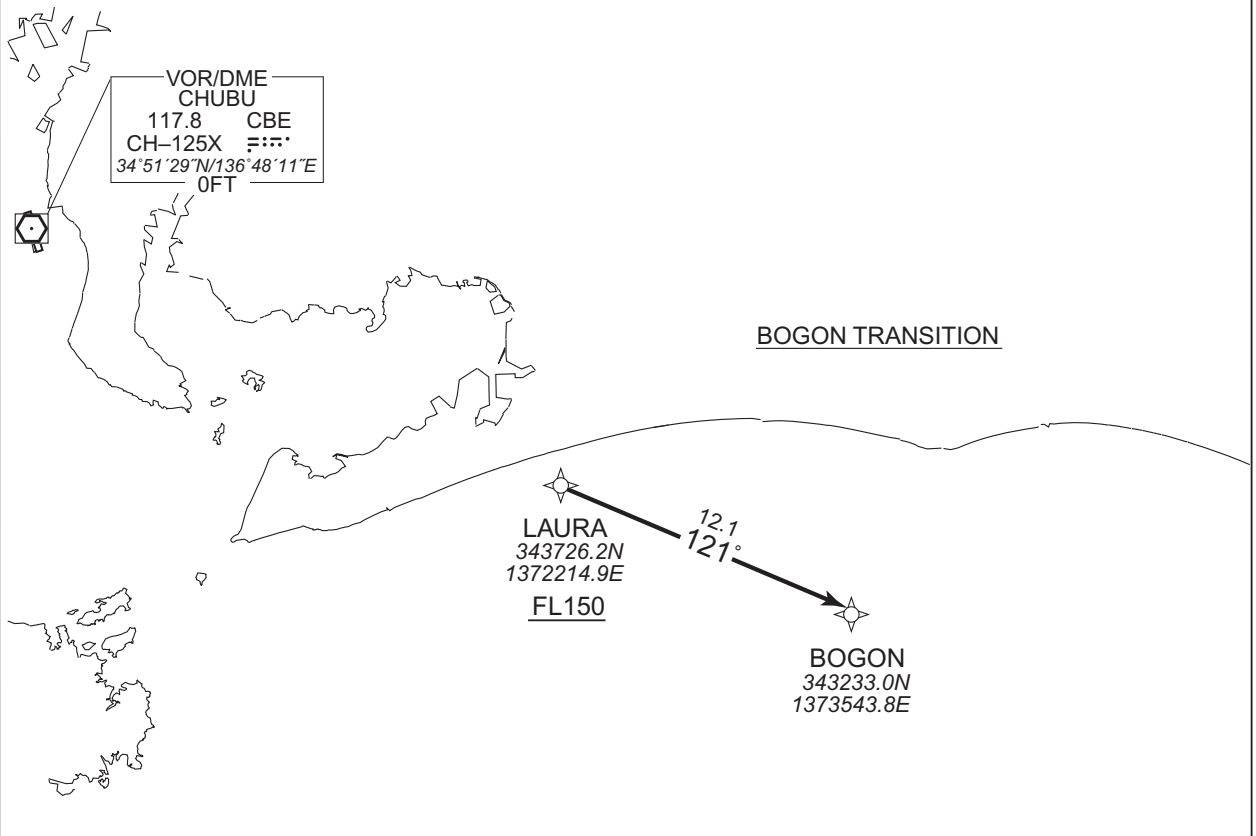 VOR/DME
CHUBU
117.8 CBE
CH–125X
34°51´29˝N/136°48´11˝E
0FT
BOGON TRANSITION
LAURA
343726.2N
1372214.9E
FL150
12.1
121°
BOGON
343233.0N
1373543.8E